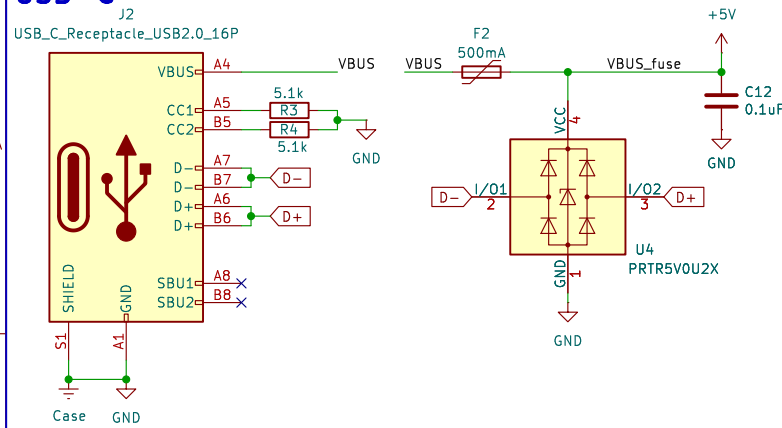 USB-C
J2
USB_C_Receptacle_USB2.0_16P
VBUS
A4
VBUS
CC1
A5
5.1k
R3
CC2
B5
R4
5.1k
GND
D-
A7
D-
B7
D-
D+
A6
D+
B6
D+
SBU1
A8
SBU2
B8
SHIELD
GND
S1
A1
Case
GND
VBUS
F2
500mA
VBUS_fuse
+5V
C12
0.1uF
GND
VCC
4
D-
I/O1
2
I/O2
3
D+
U4
PRTR5V0U2X
GND
1
GND